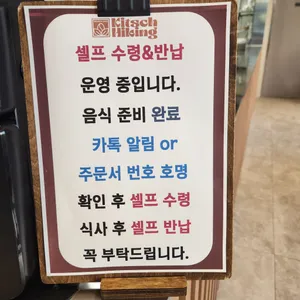 Kitsch
Hiking
셀프 수령&반납
운영 중입니다.
음식 준비 완료
카톡 알림 or
주문서 번호 호명
확인 후 셀프 수령
식사 후 셀프 반납
꼭 부탁드립니다.